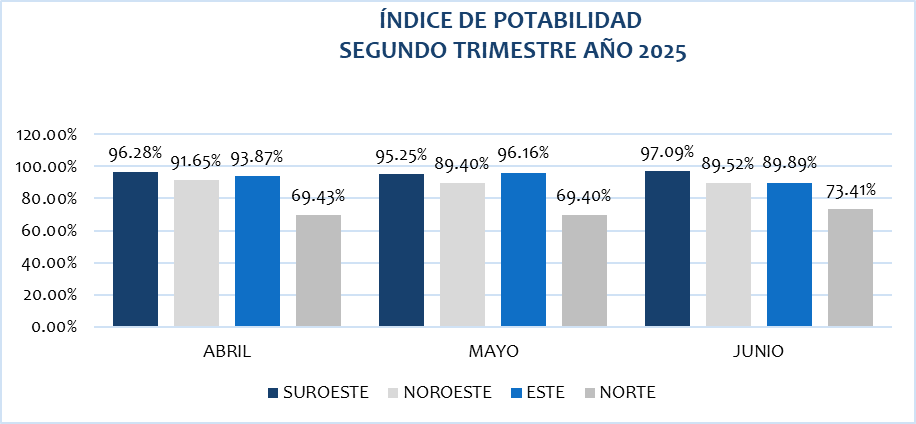 ÍNDICE DE POTABILIDAD
SEGUNDO TRIMESTRE AÑO 2025
120.00%
100.00%
80.00%
60.00%
40.00%
20.00%
0.00%
96.28% 91.65% 93.87% 69.43% 95.25% 89.40% 96.16% 69.40% 97.09% 89.52% 89.89% 73.41%
ABRIL MAYO JUNIO
SUROESTE NOROESTE ESTE NORTE